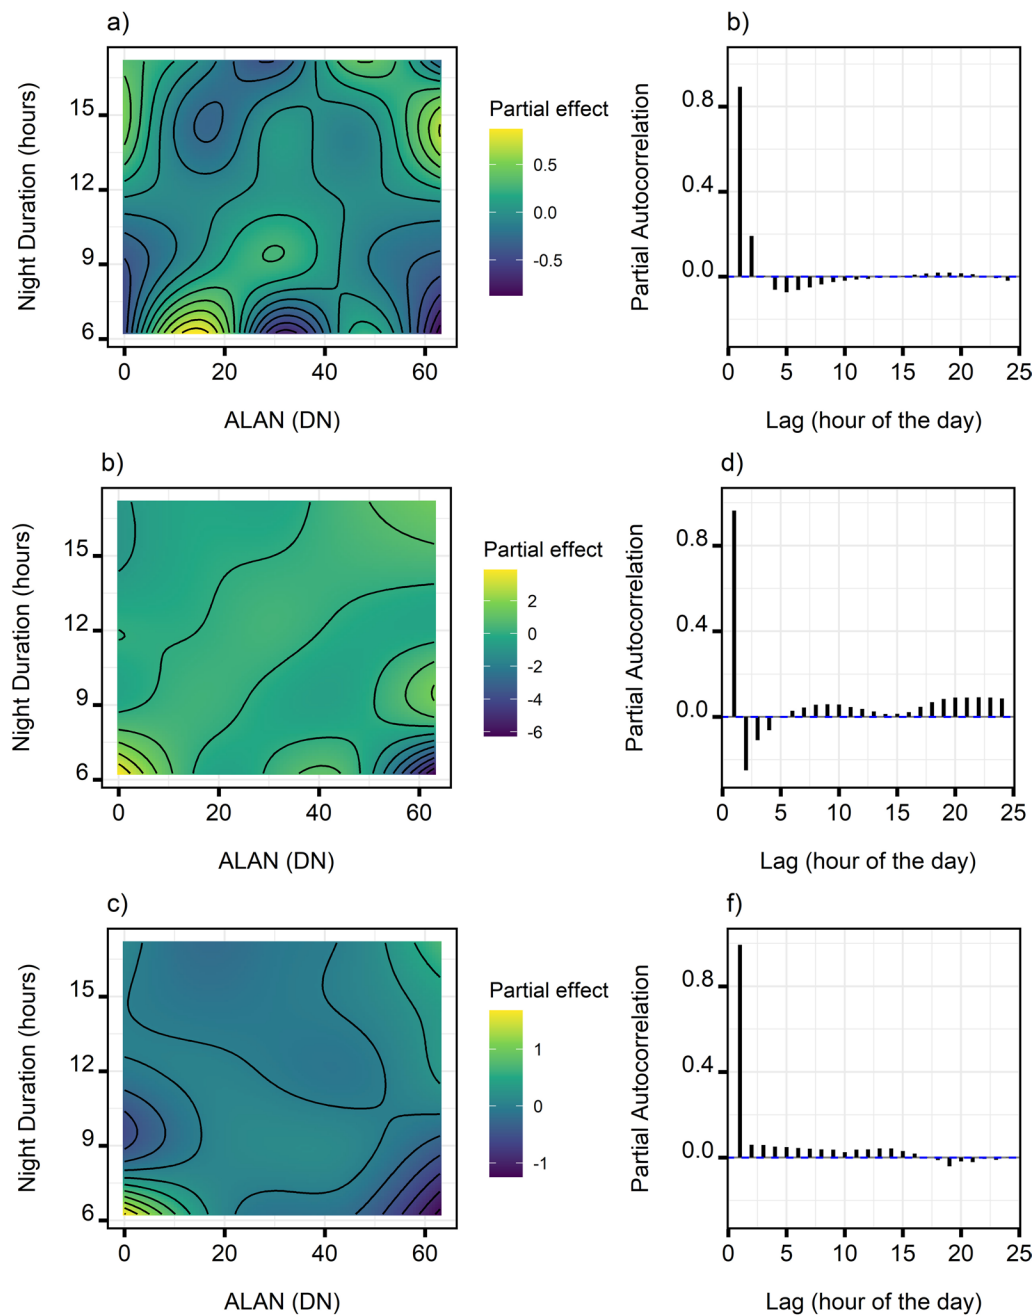 a)
Night Duration (hours)
15
12
9
6
0 20 40 60
ALAN (DN)
Partial effect
0.5
0.0
-0.5
b)
Partial Autocorrelation
0.8
0.4
0.0
0 5 10 15 20 25
Lag (hour of the day)
b)
Night Duration (hours)
15
12
9
6
0 20 40 60
ALAN (DN)
Partial effect
2
0
-2
-4
-6
d)
Partial Autocorrelation
0.8
0.4
0.0
0 5 10 15 20 25
Lag (hour of the day)
c)
Night Duration (hours)
15
12
9
6
0 20 40 60
ALAN (DN)
Partial effect
1
0
-1
f)
Partial Autocorrelation
0.8
0.4
0.0
0 5 10 15 20 25
Lag (hour of the day)